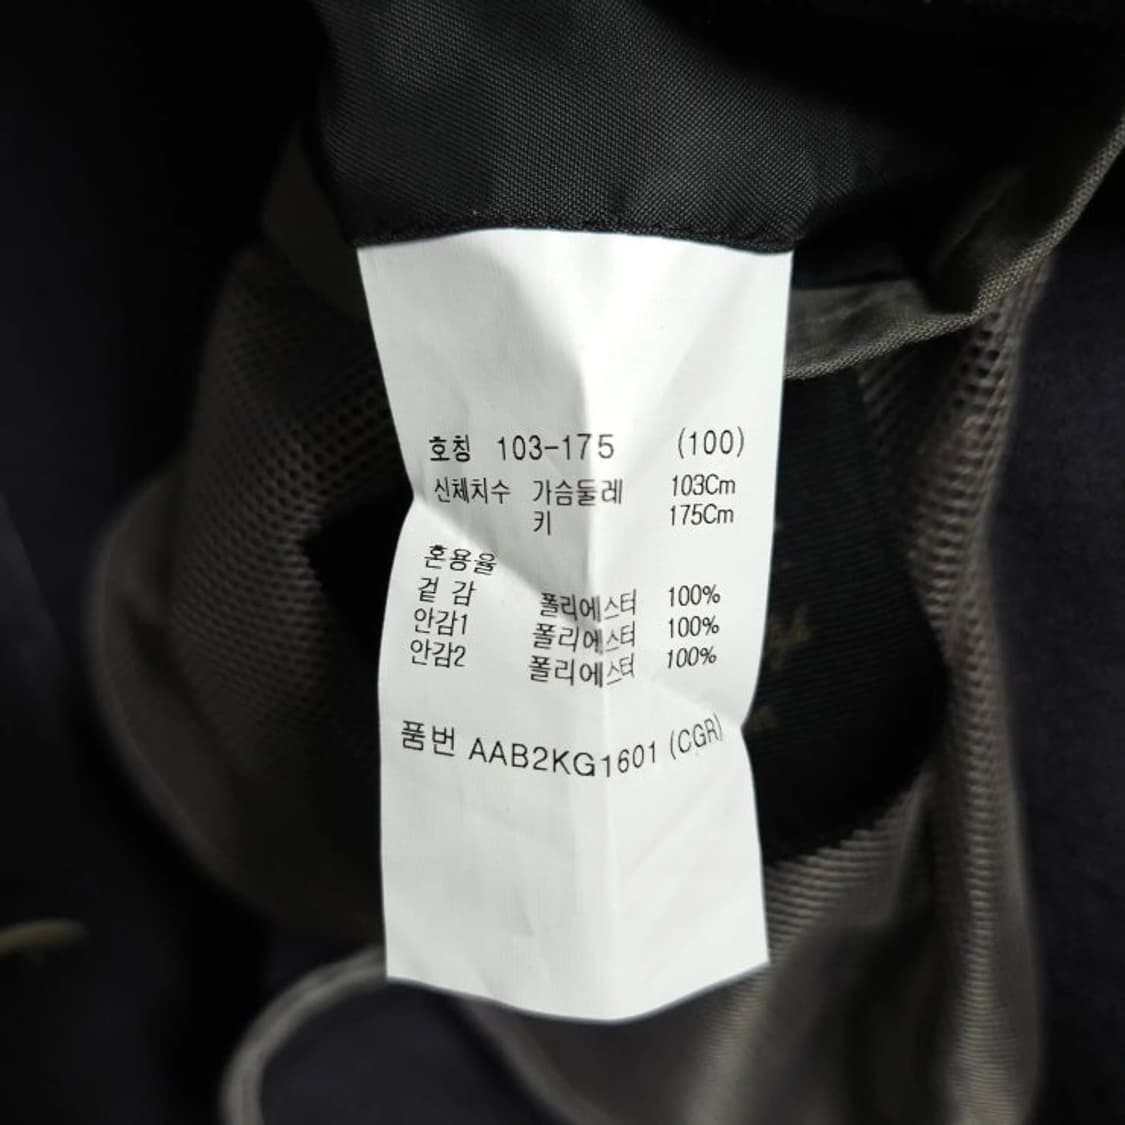 호칭 103-175 (100)
신체치수 가슴둘레 103Cm
키 175Cm
혼용율
겉 감 폴리에스터 100%
안감1 폴리에스터 100%
안감2 폴리에스터 100%
품번 AAB2KG1601 (CGR)